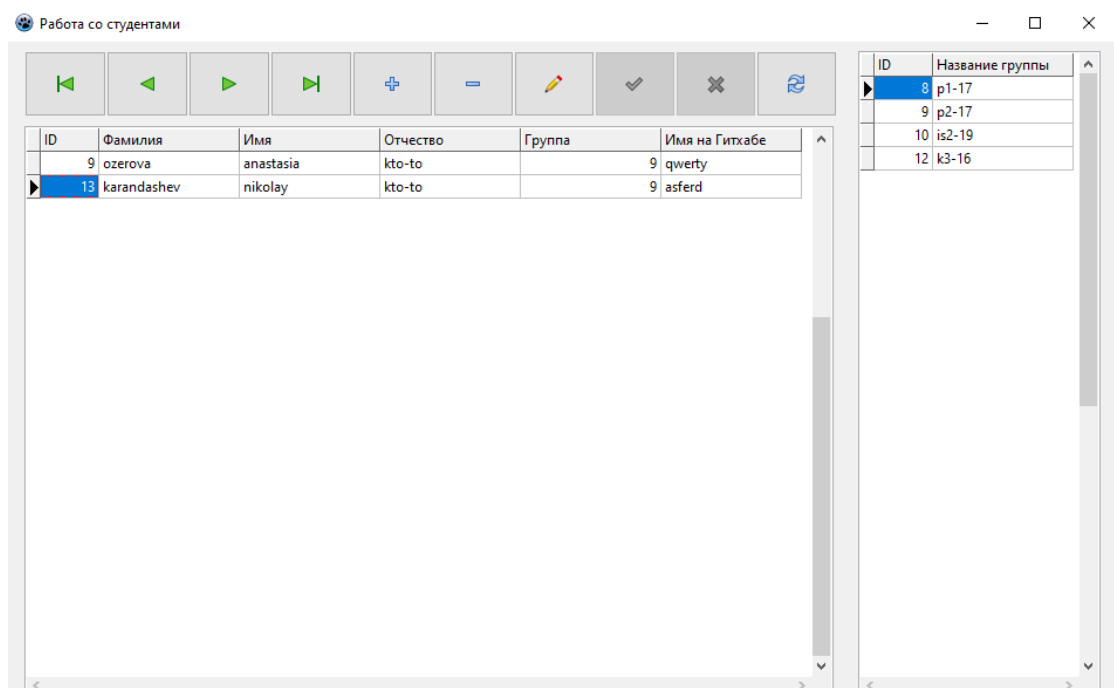 Работа со студентами
ID Фамилия Имя Отчество Группа Имя на Гитхабе
9 ozerova anastasia kto-to 9 qwerty
13 karandashev nikolay kto-to 9 asferd
ID Название группы
8 p1-17
9 p2-17
10 is2-19
12 k3-16